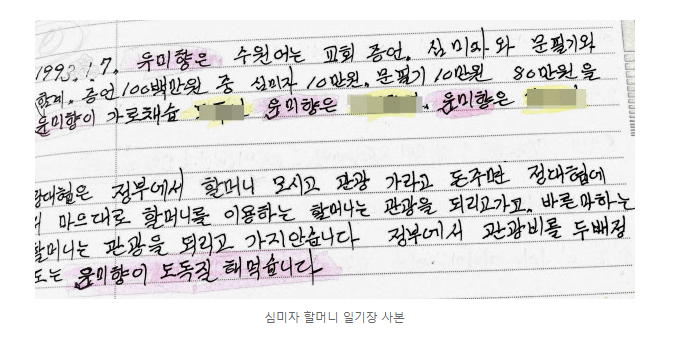 1993.1.7. 유미향은 수원어는 교회 증언. 심미자와 문필기와
함게. 증언 100백만원 중 심미자 10만원. 문필기 10만원 80만원을
윤미향이 가로채습 윤미향은 윤미향은
정대협은 정부에서 할머니 모시고 관광 가라고 돈주면 정대협에
마으대로 할머니를 이용하는 할머니는 관광을 되리고가고. 바른마하는
할머니는 관광을 되리고 가지안습니다 정부에서 관광비를 두배정
도는 윤미향이 도독질 해먹습니다
심미자 할머니 일기장 사본